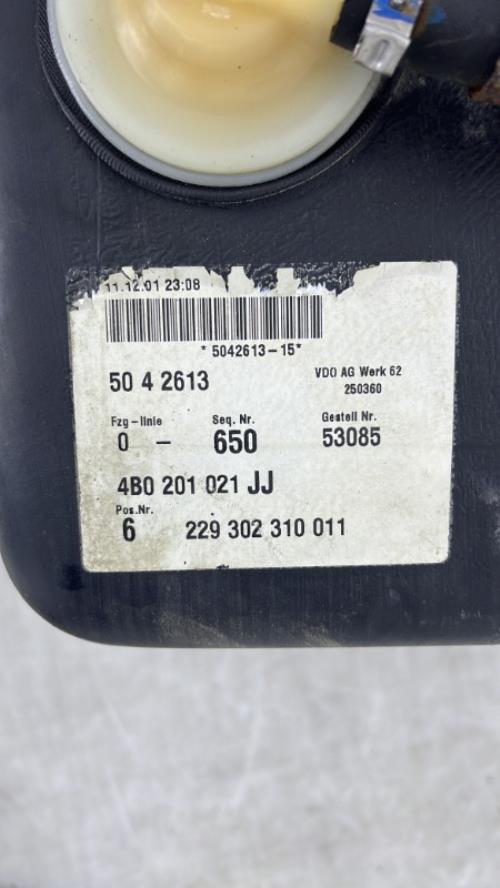 11.12.01 23:08
* 5042613-15*
50 4 2613
VDO AG Werk 62
250360
Fzg-linie Seq. Nr. Gestell Nr.
0 - 650 53085
4B0 201 021 JJ
Pos.Nr.
6 229 302 310 011